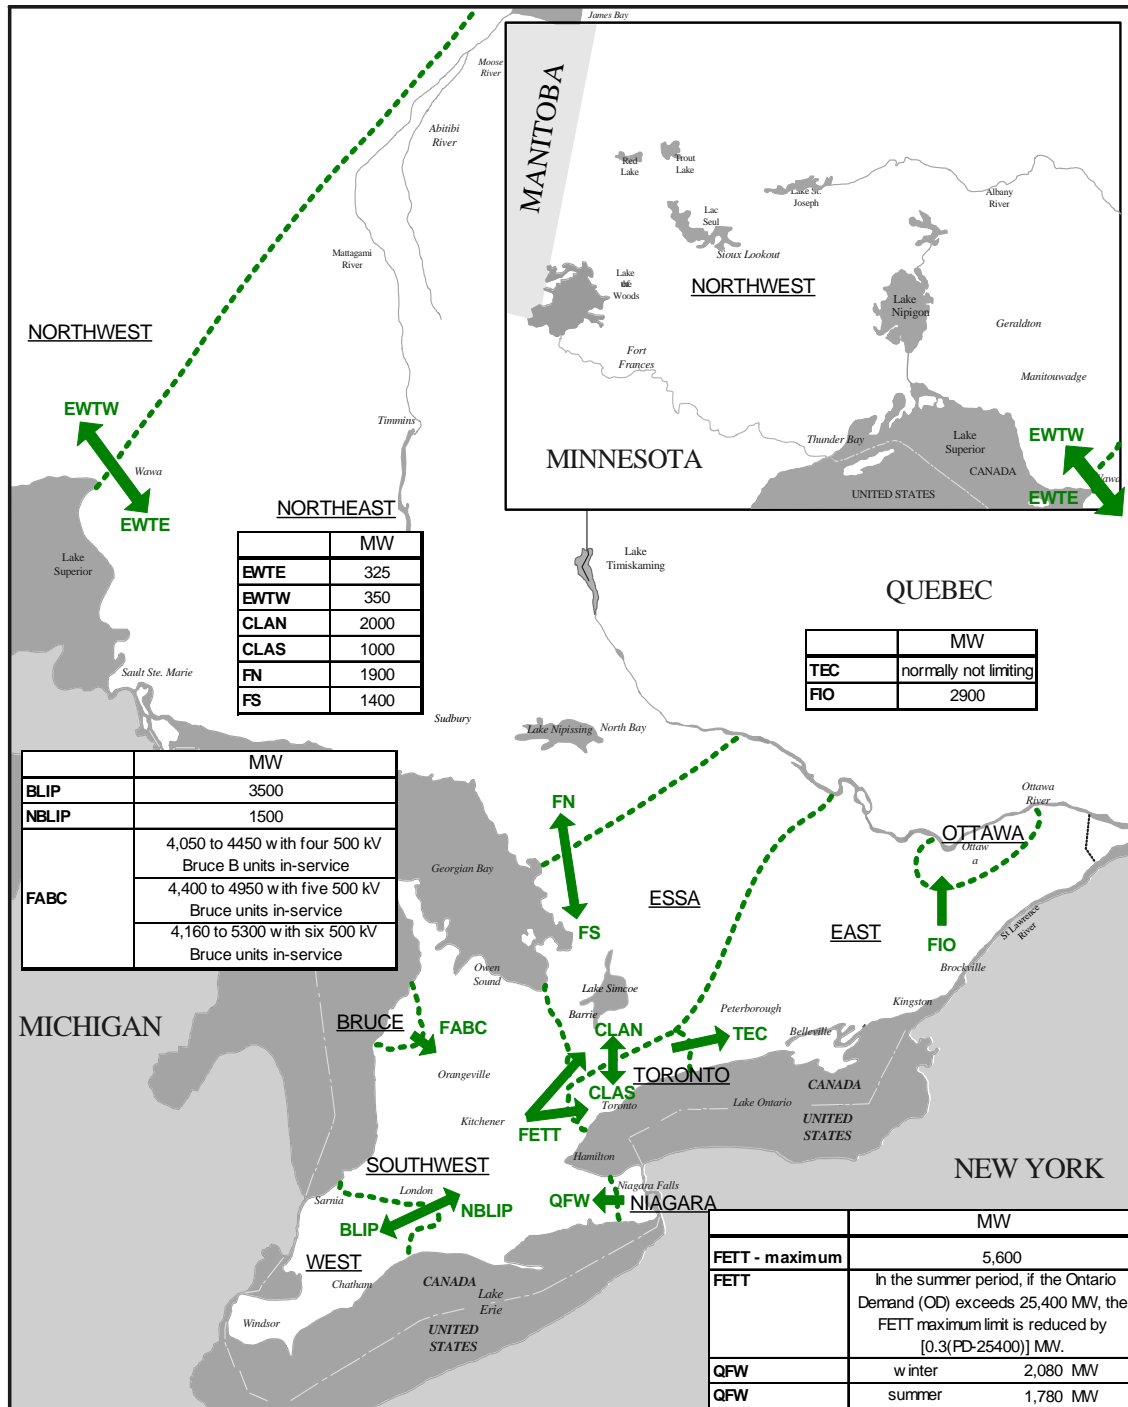 James Bay
Moose
River
Abitibi
River
Mattagami
River
NORTHWEST
EWTW
Wawa
EWTE
Timmins
Lake
Superior
Sault Ste. Marie
MANITOBA
Red
Lake
Trout
Lake
Lake St.
Joseph
Albany
River
Lac
Seul
Sioux Lookout
NORTHWEST
Lake
of the
Woods
Lake
Nipigon
Geraldton
Fort
Frances
Manitouwadge
Thunder Bay
Lake
Superior
MINNESOTA
CANADA
UNITED STATES
EWTW
EWTE
Wawa
NORTHEAST
MW
EWTE 325
EWTW 350
CLAN 2000
CLAS 1000
FN 1900
FS 1400
Lake
Timiskaming
QUEBEC
MW
TEC normally not limiting
FIO 2900
Sudbury
Lake Nipissing
North Bay
MW
BLIP 3500
NBLIP 1500
FABC
4,050 to 4450 with four 500 kV
Bruce B units in-service
4,400 to 4950 with five 500 kV
Bruce units in-service
4,160 to 5300 with six 500 kV
Bruce units in-service
FN
FS
Georgian Bay
ESSA
EAST
Ottawa
River
OTTAWA
Ottaw
a
FIO
St Lawrence
River
Brockville
Kingston
Belleville
Peterborough
Owen
Sound
Lake Simcoe
Barrie
MICHIGAN
BRUCE
FABC
Orangeville
CLAN
CLAS
TEC
TORONTO
Toronto
Kitchener
FETT
Lake Ontario
CANADA
UNITED
STATES
Hamilton
SOUTHWEST
London
Sarnia
BLIP
NBLIP
QFW
Niagara Falls
NIAGARA
NEW YORK
WEST
Chatham
Windsor
CANADA
Lake
Erie
UNITED
STATES
MW
FETT - maximum 5,600
FETT
In the summer period, if the Ontario
Demand (OD) exceeds 25,400 MW, the
FETT maximum limit is reduced by
[0.3(PD-25400)] MW.
QFW winter 2,080 MW
QFW summer 1,780 MW